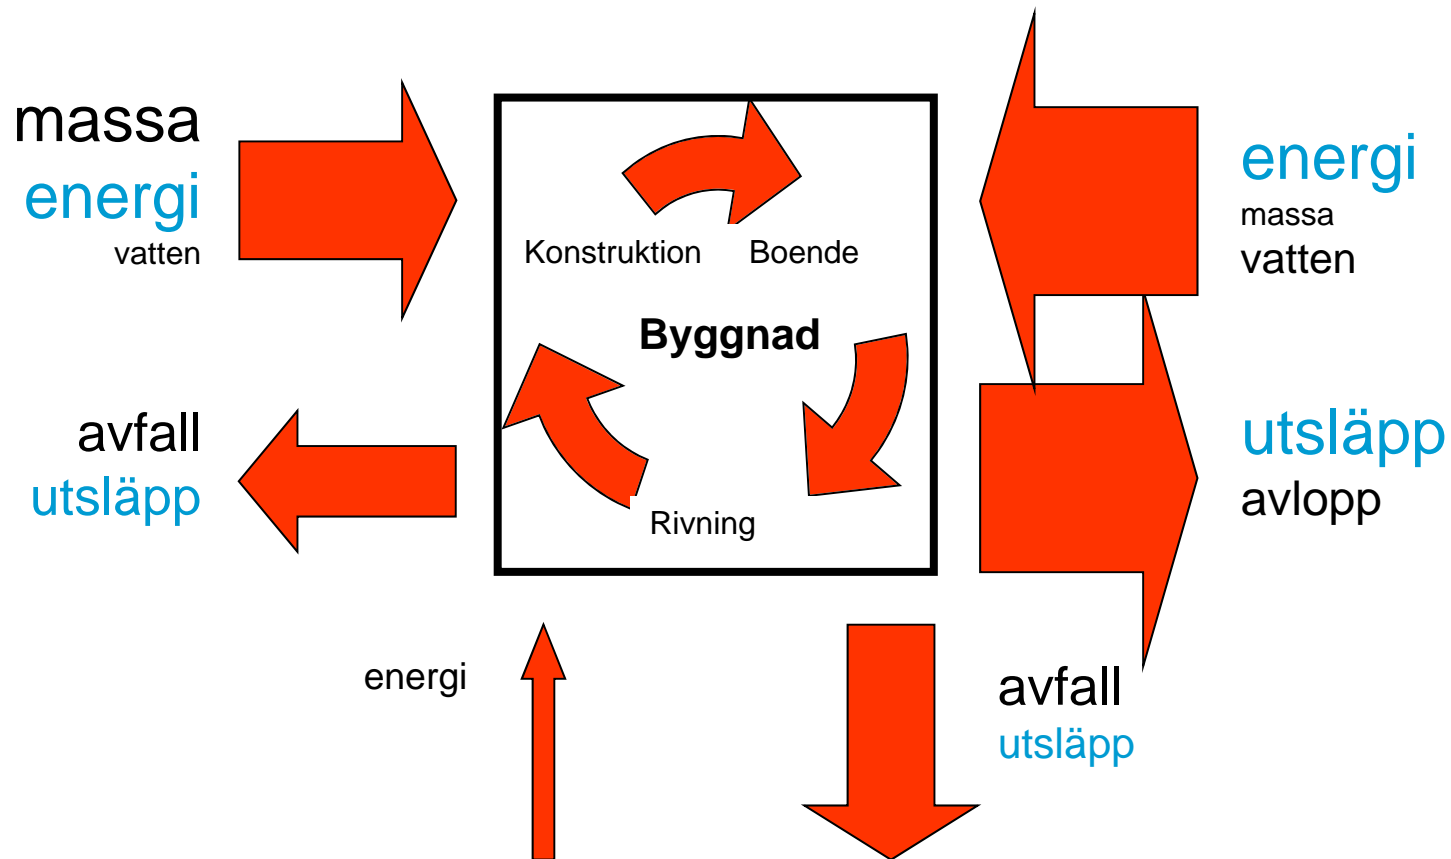 massa
energi
vatten
energi
massa
vatten
Konstruktion
Boende
Byggnad
avfall
utsläpp
utsläpp
avlopp
Rivning
energi
avfall
utsläpp